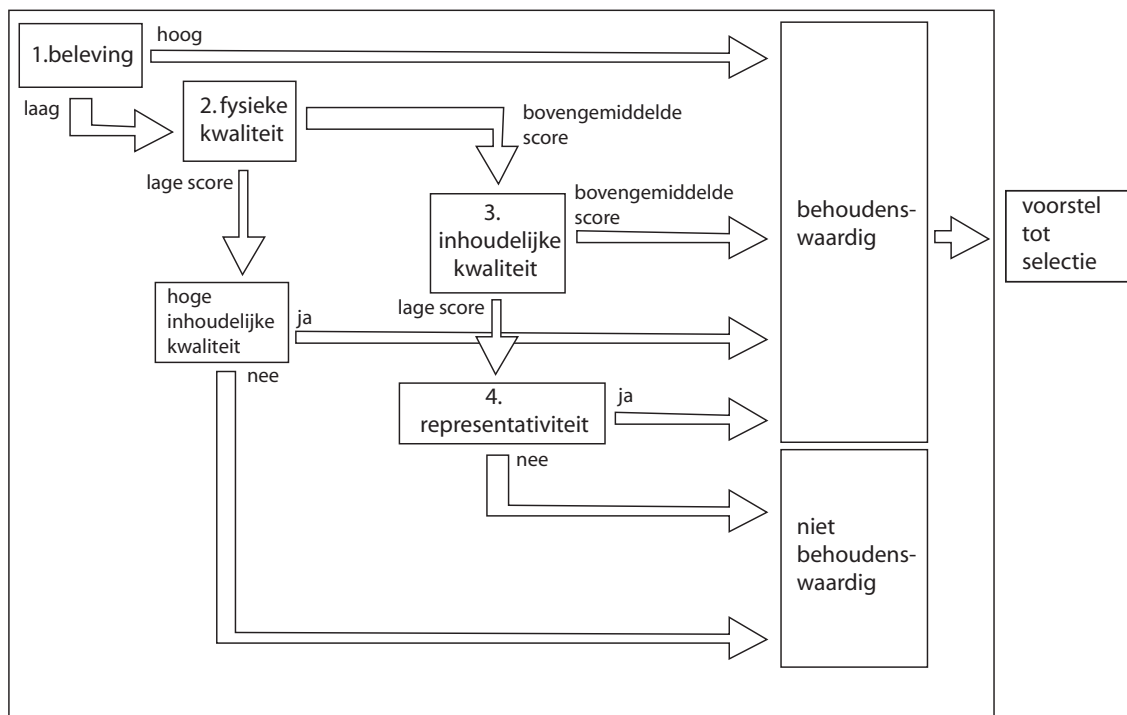 hoog
1.beleving
laag
2. fysieke
kwaliteit
bovengemiddelde
score
lage score
3.
inhoudelijke
kwaliteit
bovengemiddelde
score
behoudens-
waardig
voorstel
tot
selectie
hoge
inhoudelijke
kwaliteit
ja
lage score
nee
4.
representativiteit
ja
nee
niet
behoudens-
waardig